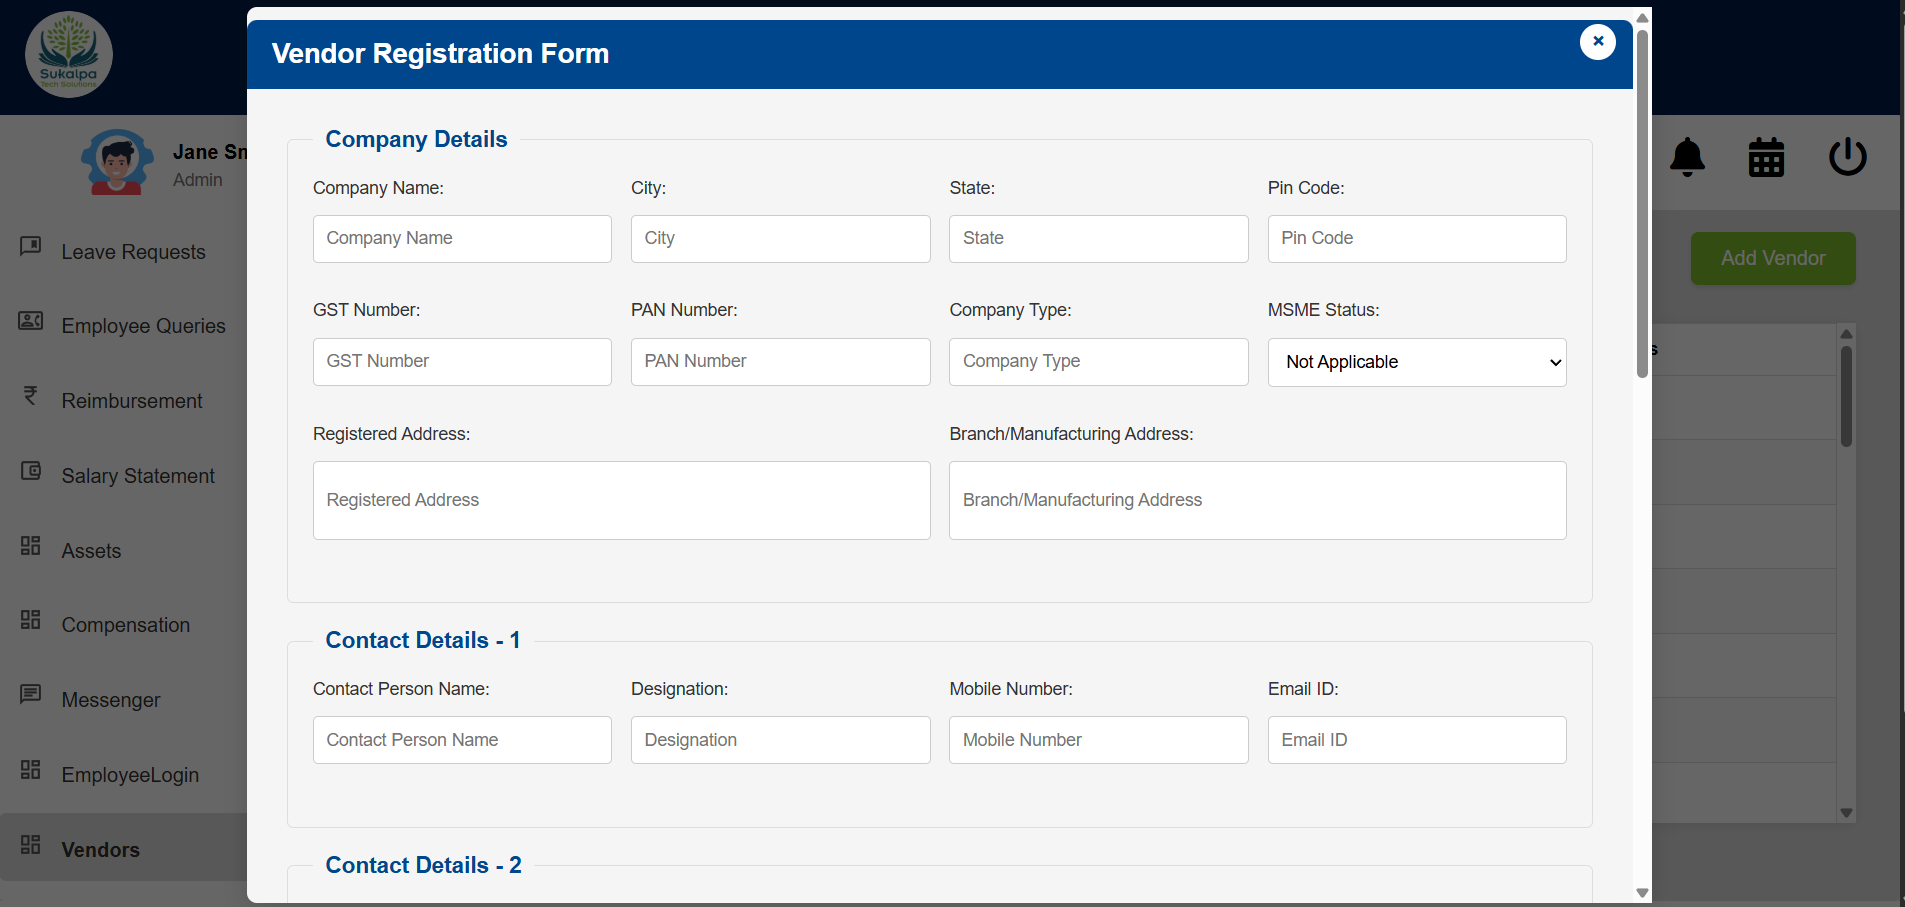 Sukalpa
Tech Solutions
Vendor Registration Form
×
Jane Sm
Admin
Leave Requests
Employee Queries
Reimbursement
Salary Statement
Assets
Compensation
Messenger
EmployeeLogin
Vendors
Add Vendor
s
Company Details
Company Name: City: State: Pin Code:
Company Name City State Pin Code
GST Number: PAN Number: Company Type: MSME Status:
GST Number PAN Number Company Type Not Applicable
Registered Address: Branch/Manufacturing Address:
Registered Address Branch/Manufacturing Address
Contact Details - 1
Contact Person Name: Designation: Mobile Number: Email ID:
Contact Person Name Designation Mobile Number Email ID
Contact Details - 2